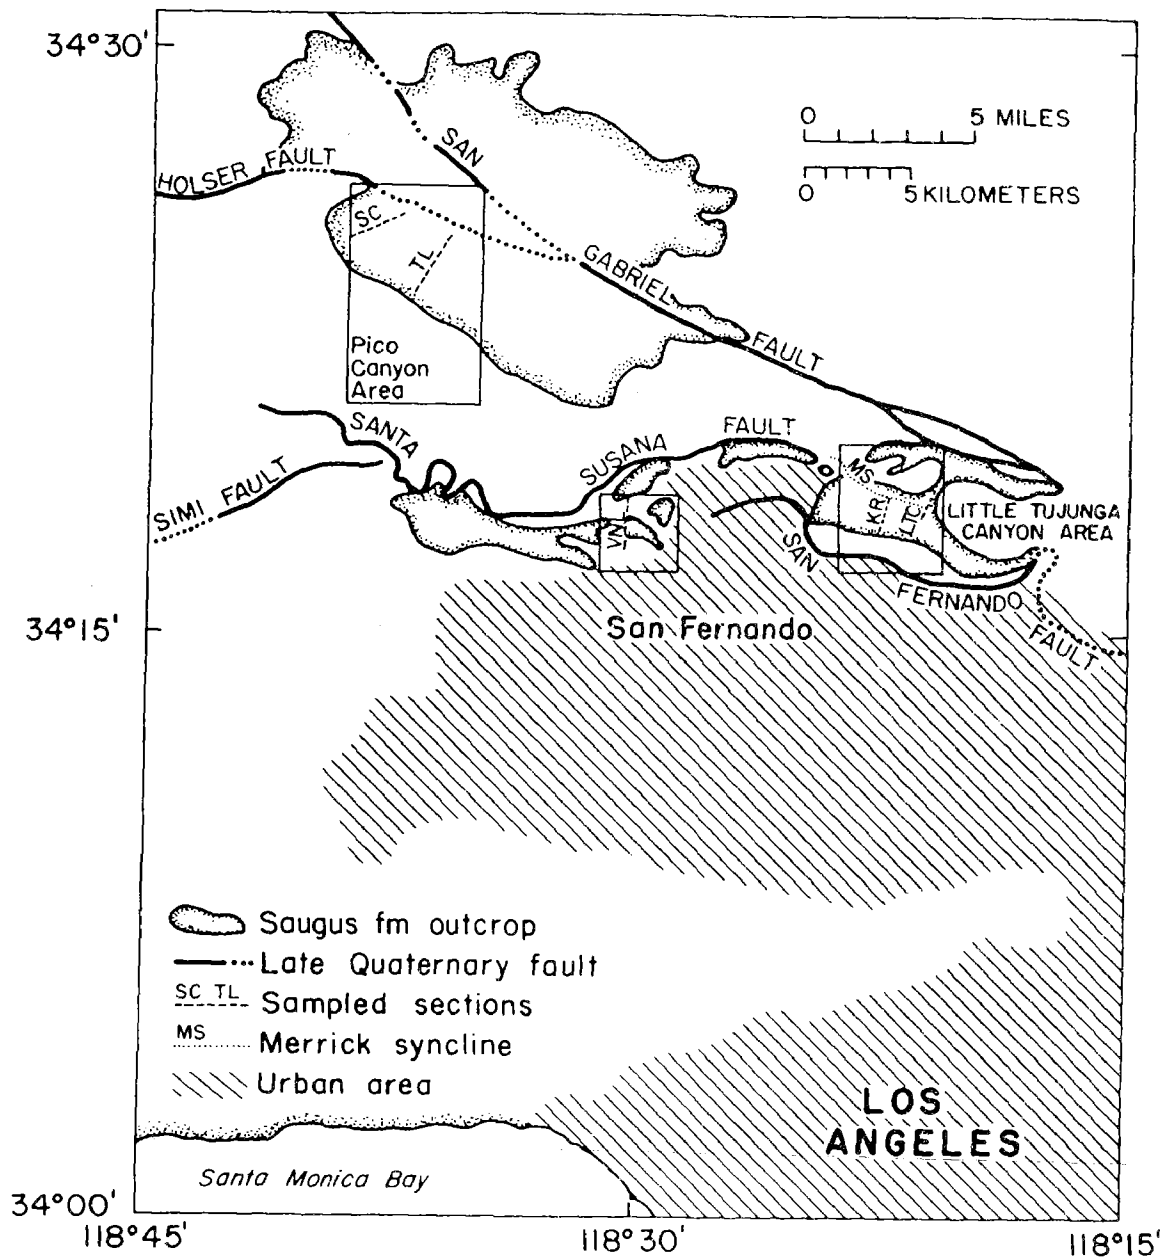 34°30'
0 5 MILES
0 5 KILOMETERS
HOLSER FAULT
SAN GABRIEL FAULT
SC
TL
Pico
Canyon
Area
SANTA SUSANA FAULT
SIMI FAULT
VN
MS
KR
LTC
LITTLE TUJUNGA
CANYON AREA
SAN FERNANDO FAULT
34°15'
San Fernando
Saugus fm outcrop
Late Quaternary fault
SC TL Sampled sections
MS Merrick syncline
Urban area
LOS
ANGELES
Santa Monica Bay
34°00'
118°45' 118°30' 118°15'